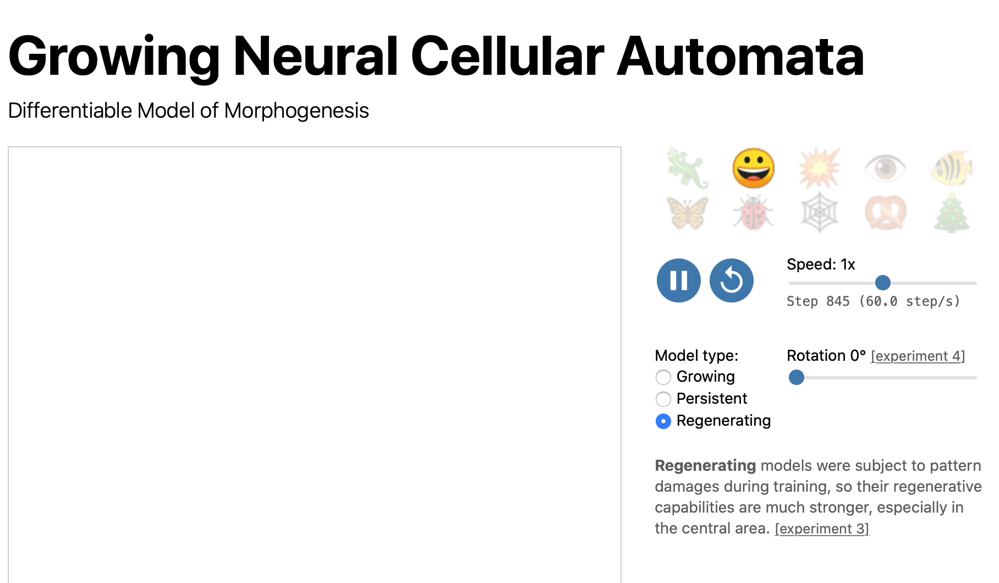 Growing Neural Cellular Automata
Differentiable Model of Morphogenesis
Speed: 1x
Step 845 (60.0 step/s)
Model type:
Rotation 0° [experiment 4]
Growing
Persistent
Regenerating
Regenerating models were subject to pattern
damages during training, so their regenerative
capabilities are much stronger, especially in
the central area. [experiment 3]